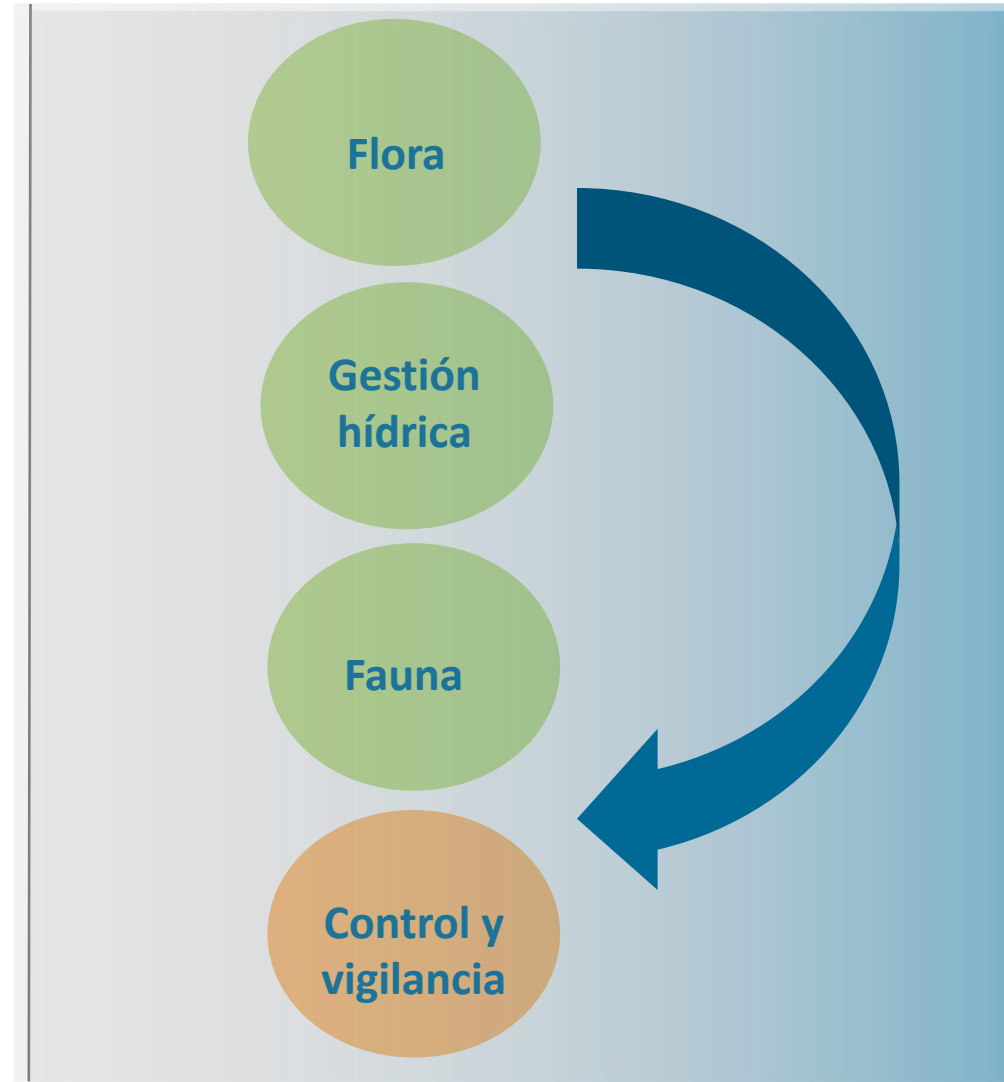 Flora
Gestión
hídrica
Fauna
Control y
vigilancia